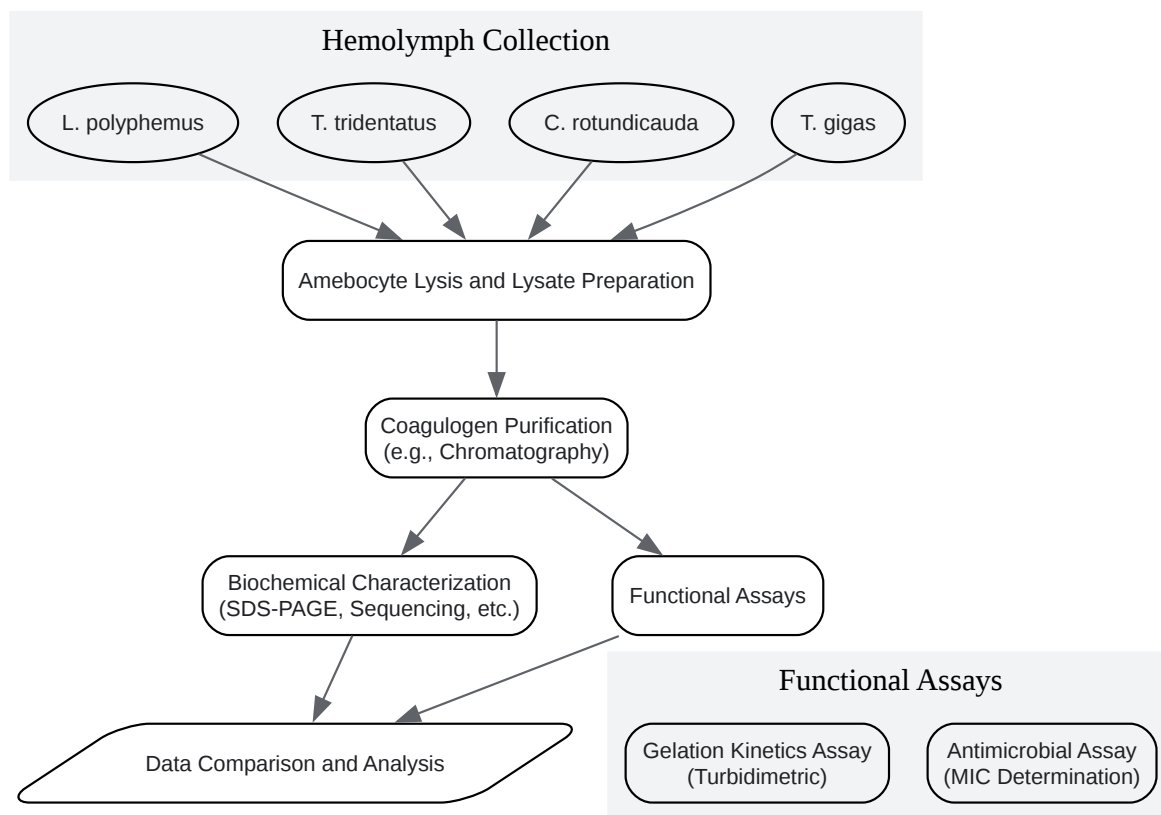 Hemolymph Collection
L. polyphemus
T. tridentatus
C. rotundicauda
T. gigas
Amebocyte Lysis and Lysate Preparation
Coagulogen Purification
(e.g., Chromatography)
Biochemical Characterization
(SDS-PAGE, Sequencing, etc.)
Functional Assays
Functional Assays
Data Comparison and Analysis
Gelation Kinetics Assay
(Turbidimetric)
Antimicrobial Assay
(MIC Determination)